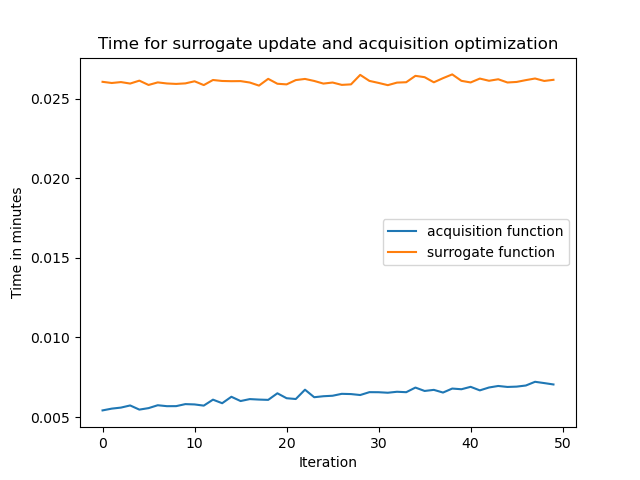 Time for surrogate update and acquisition optimization
0.025
0.020
0.015
0.010
0.005
Time in minutes
acquisition function
surrogate function
0 10 20 30 40 50
Iteration